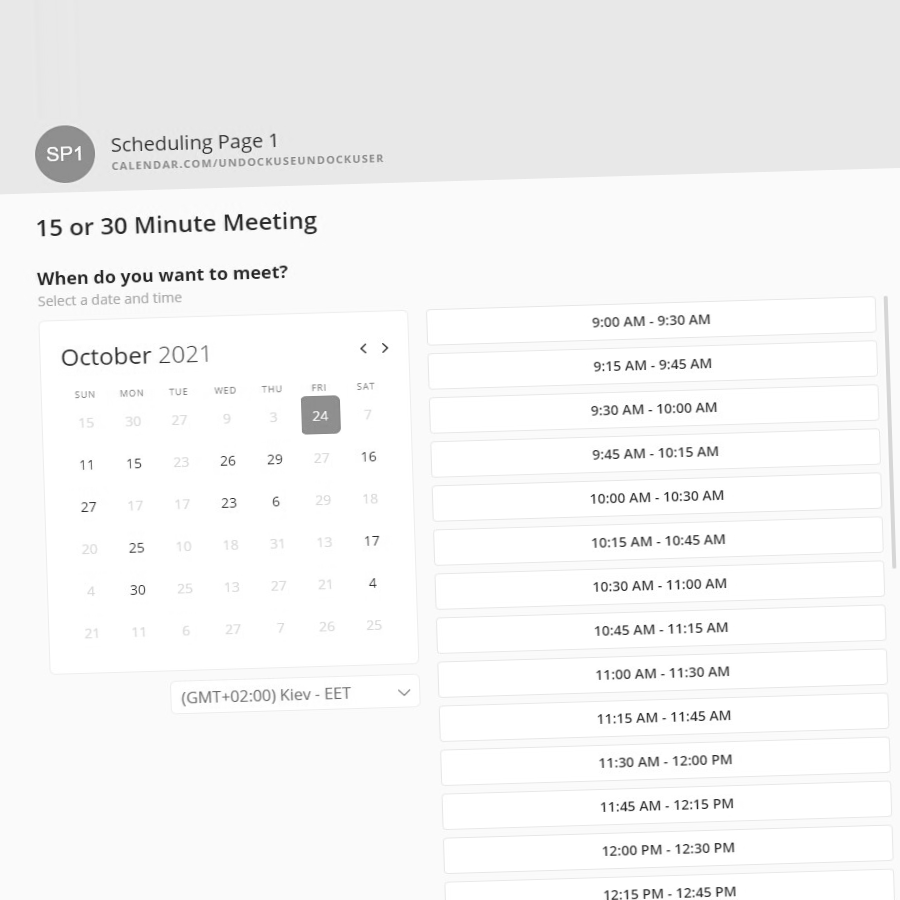 SP1
Scheduling Page 1
CALENDAR.COM/UNDOCKUSEUNDOCKUSER
15 or 30 Minute Meeting
When do you want to meet?
Select a date and time
October 2021
SUN MON TUE WED THU FRI SAT
15 30 27 9 3 24 7
11 15 23 26 29 27 16
27 17 17 23 6 29 18
20 25 10 18 31 13 17
4 30 25 13 27 21 4
21 11 6 27 7 26 25
(GMT+02:00) Kiev - EET
9:00 AM - 9:30 AM
9:15 AM - 9:45 AM
9:30 AM - 10:00 AM
9:45 AM - 10:15 AM
10:00 AM - 10:30 AM
10:15 AM - 10:45 AM
10:30 AM - 11:00 AM
10:45 AM - 11:15 AM
11:00 AM - 11:30 AM
11:15 AM - 11:45 AM
11:30 AM - 12:00 PM
11:45 AM - 12:15 PM
12:00 PM - 12:30 PM
12:15 PM - 12:45 PM